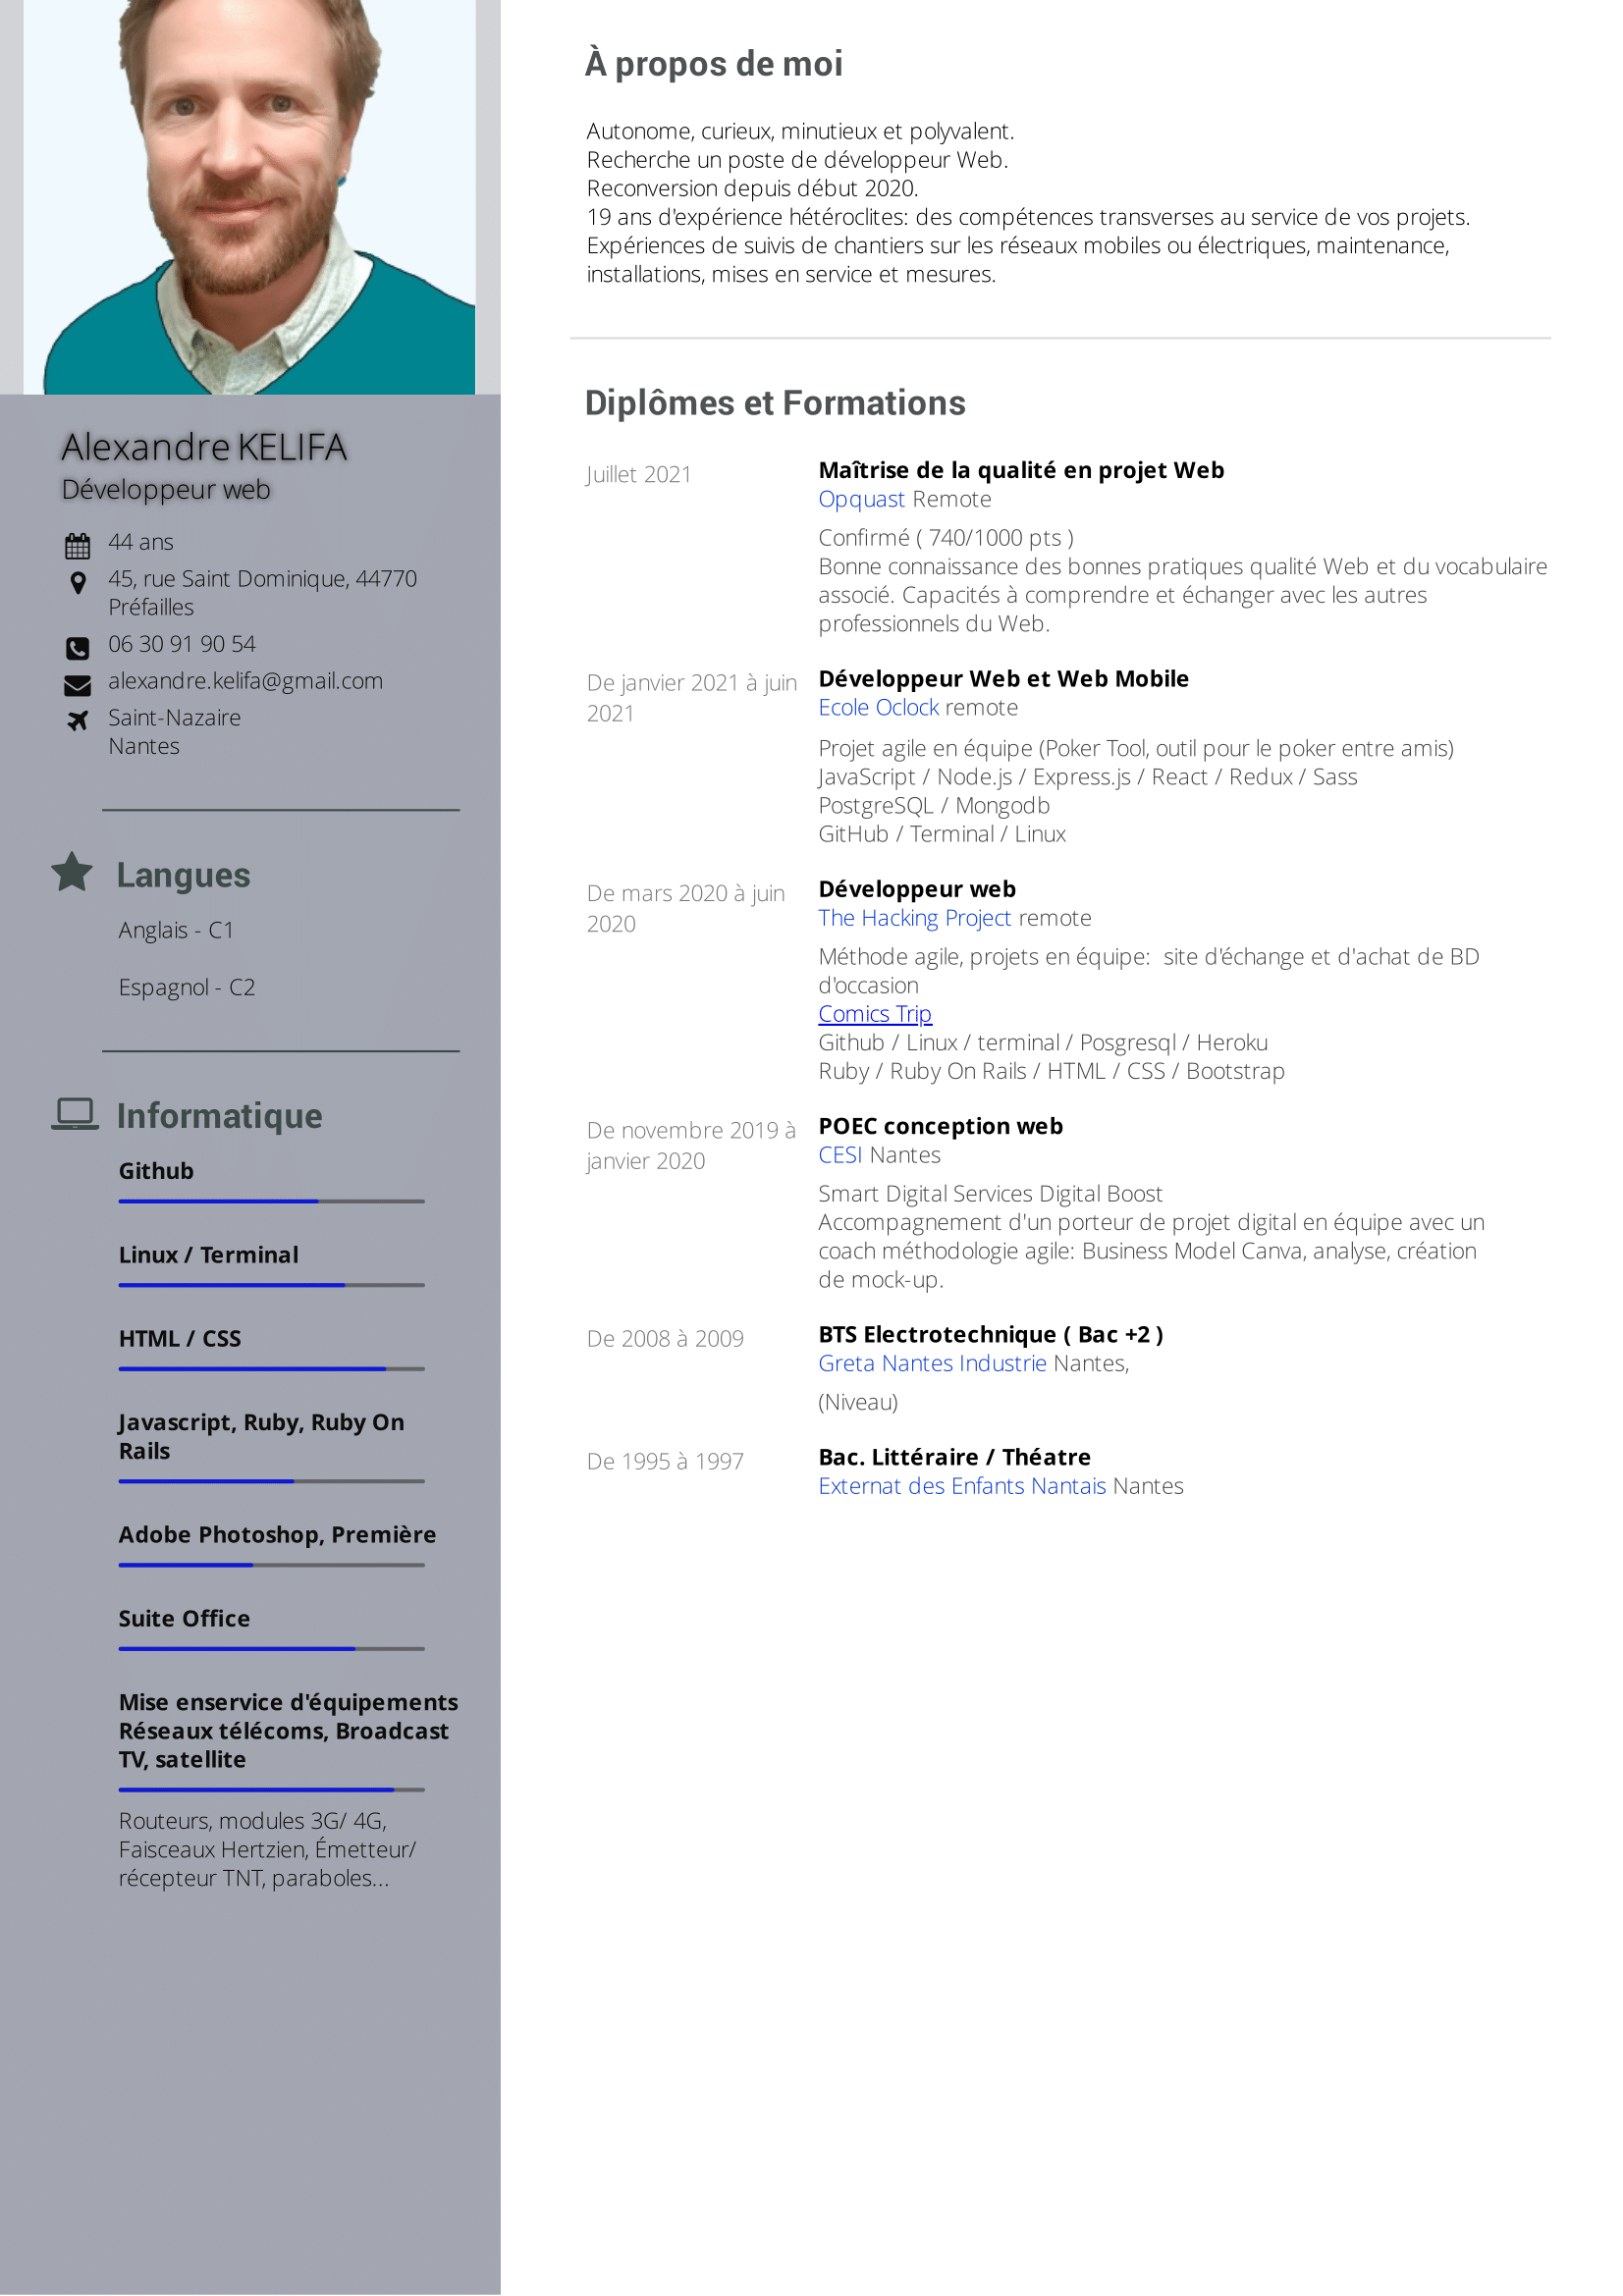 Alexandre KELIFA
Développeur web
44 ans
45, rue Saint Dominique, 44770
Préfailles
06 30 91 90 54
alexandre.kelifa@gmail.com
Saint-Nazaire
Nantes
Langues
Anglais - C1
Espagnol - C2
Informatique
Github
Linux / Terminal
HTML / CSS
Javascript, Ruby, Ruby On
Rails
Adobe Photoshop, Première
Suite Office
Mise enservice d'équipements
Réseaux télécoms, Broadcast
TV, satellite
Routeurs, modules 3G/ 4G,
Faisceaux Hertzien, Émetteur/
récepteur TNT, paraboles...
À propos de moi
Autonome, curieux, minutieux et polyvalent.
Recherche un poste de développeur Web.
Reconversion depuis début 2020.
19 ans d'expérience hétéroclites: des compétences transverses au service de vos projets.
Expériences de suivis de chantiers sur les réseaux mobiles ou électriques, maintenance,
installations, mises en service et mesures.
Diplômes et Formations
Juillet 2021
Maîtrise de la qualité en projet Web
Opquast Remote
Confirmé ( 740/1000 pts )
Bonne connaissance des bonnes pratiques qualité Web et du vocabulaire
associé. Capacités à comprendre et échanger avec les autres
professionnels du Web.
De janvier 2021 à juin
2021
Développeur Web et Web Mobile
Ecole Oclock remote
Projet agile en équipe (Poker Tool, outil pour le poker entre amis)
JavaScript / Node.js / Express.js / React / Redux / Sass
PostgreSQL / Mongodb
GitHub / Terminal / Linux
De mars 2020 à juin
2020
Développeur web
The Hacking Project remote
Méthode agile, projets en équipe:  site d'échange et d'achat de BD
d'occasion
Comics Trip
Github / Linux / terminal / Posgresql / Heroku
Ruby / Ruby On Rails / HTML / CSS / Bootstrap
De novembre 2019 à
janvier 2020
POEC conception web
CESI Nantes
Smart Digital Services Digital Boost
Accompagnement d'un porteur de projet digital en équipe avec un
coach méthodologie agile: Business Model Canva, analyse, création
de mock-up.
De 2008 à 2009
BTS Electrotechnique ( Bac +2 )
Greta Nantes Industrie Nantes,
(Niveau)
De 1995 à 1997
Bac. Littéraire / Théatre
Externat des Enfants Nantais Nantes